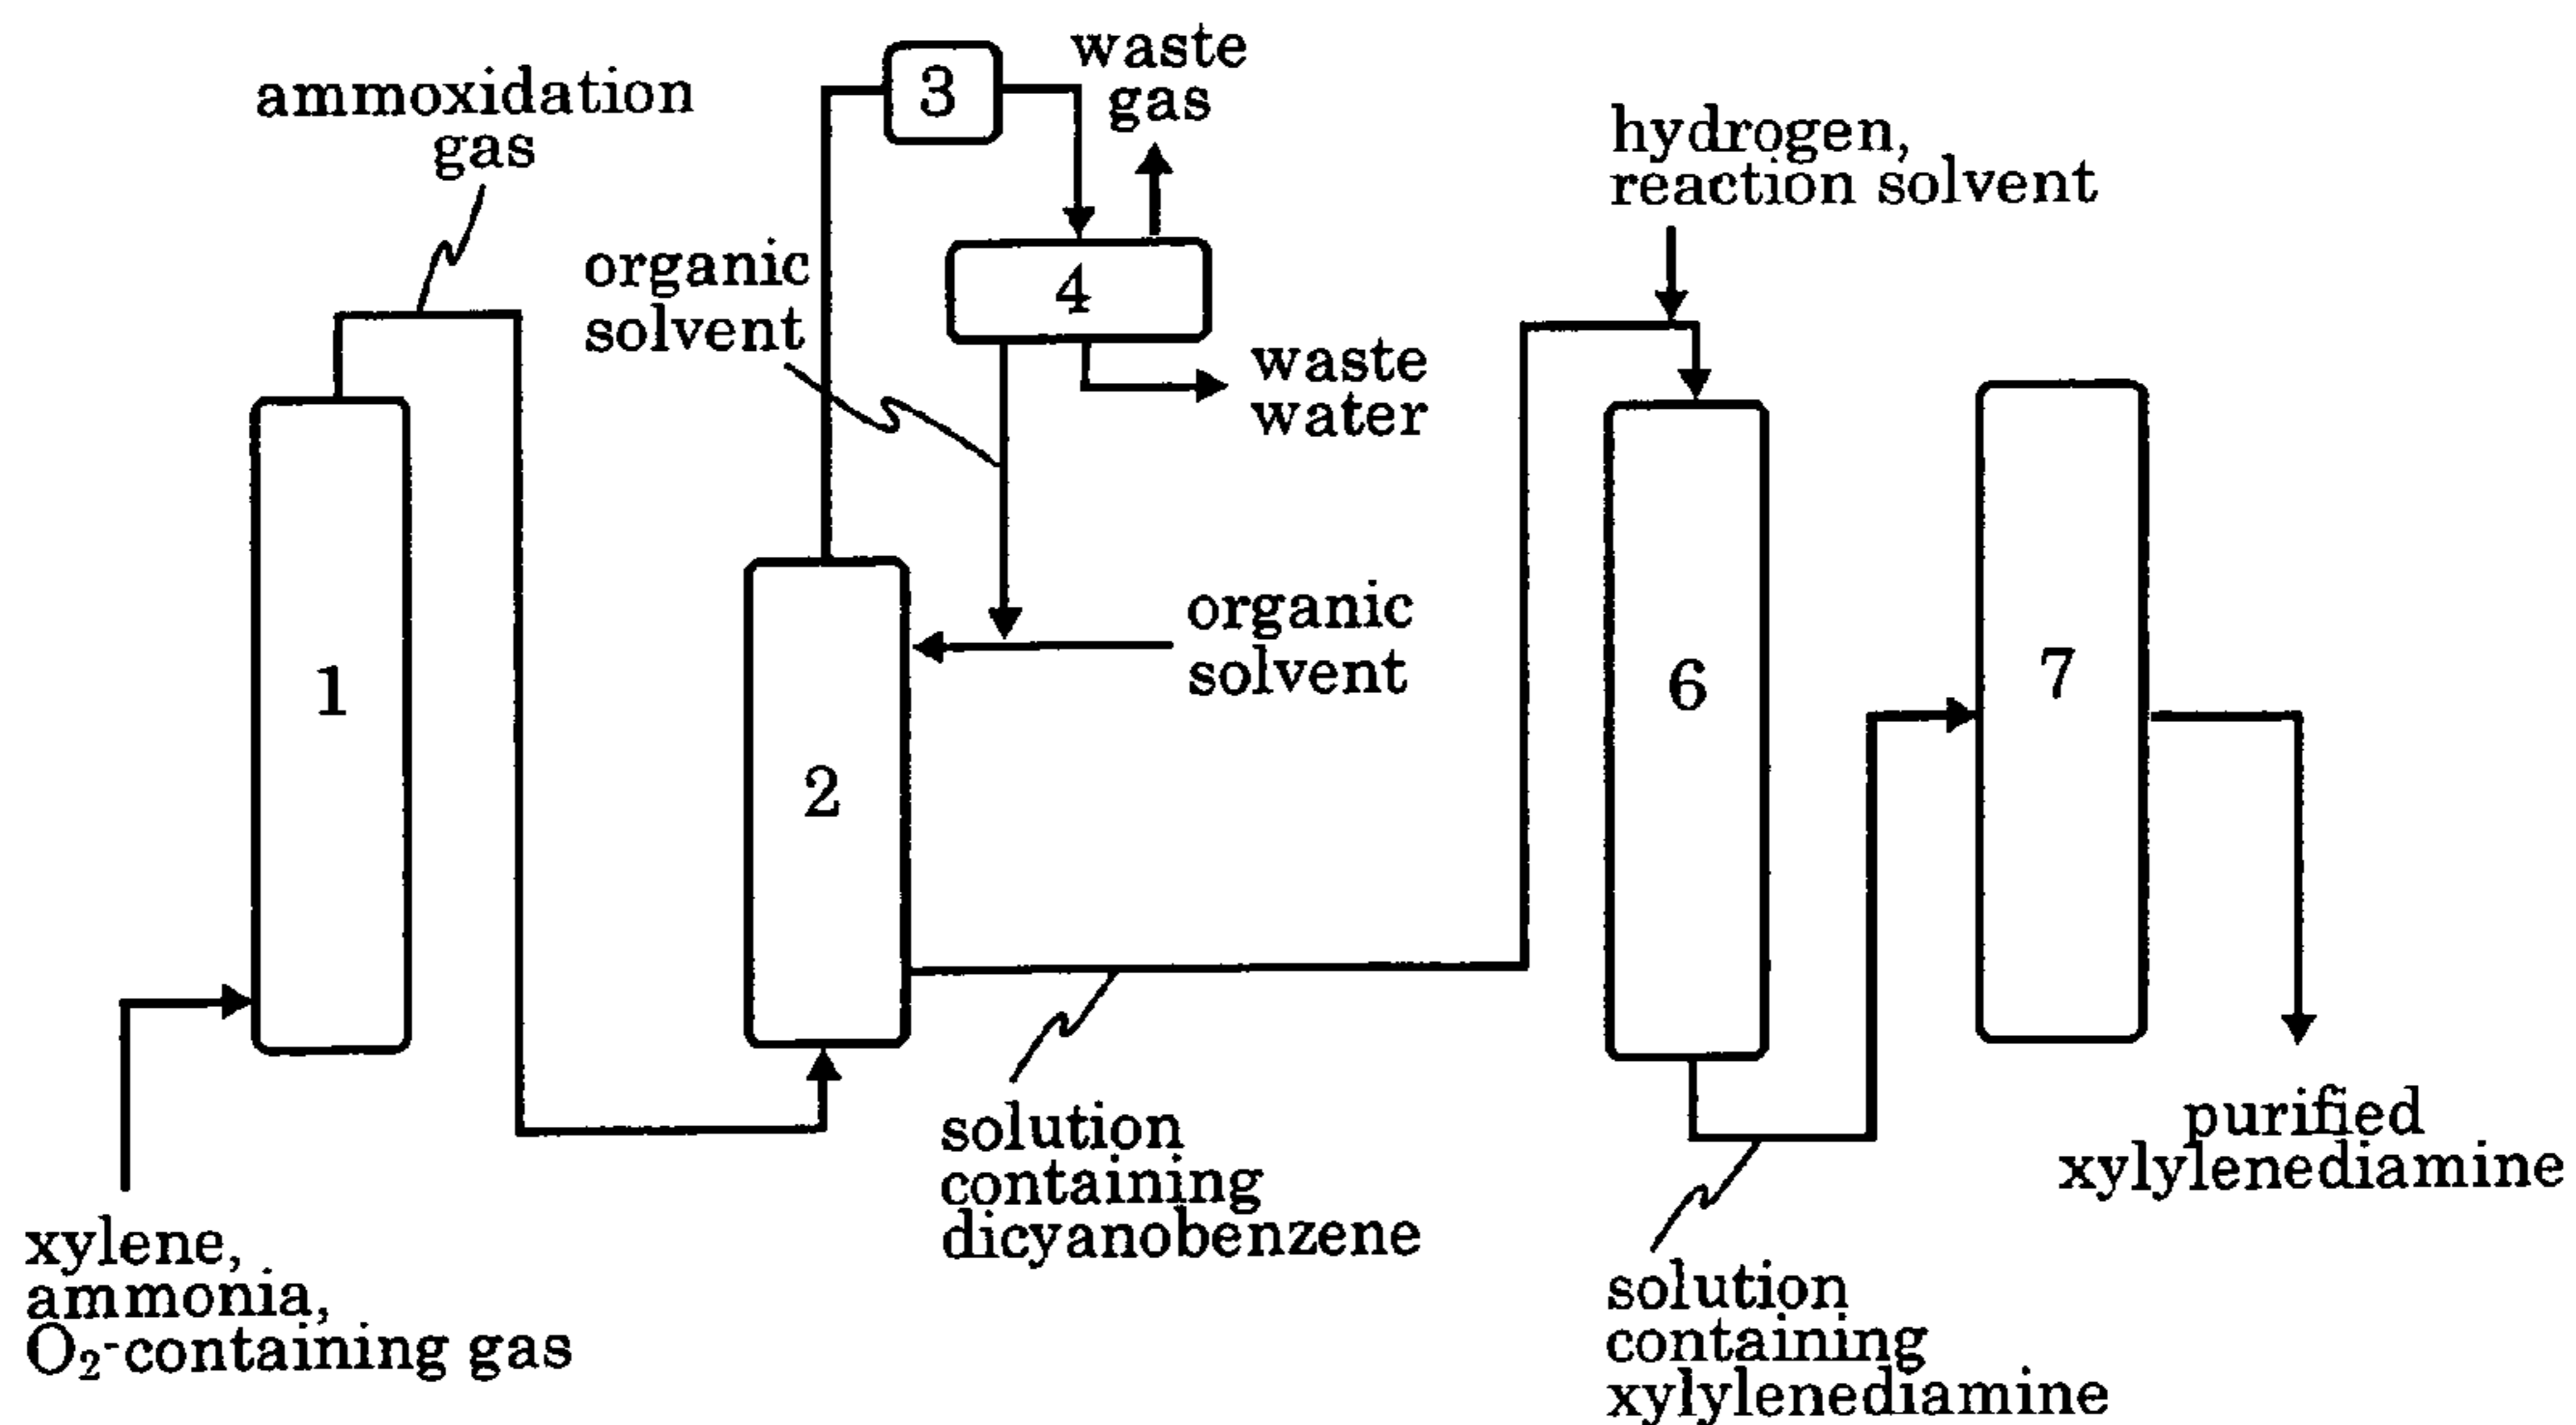 ammoxidation
gas
3
waste
gas
hydrogen,
reaction solvent
organic
solvent
4
waste
water
1
2
organic
solvent
6
7
xylene,
ammonia,
O₂-containing gas
solution
containing
dicyanobenzene
solution
containing
xylylenediamine
purified
xylylenediamine